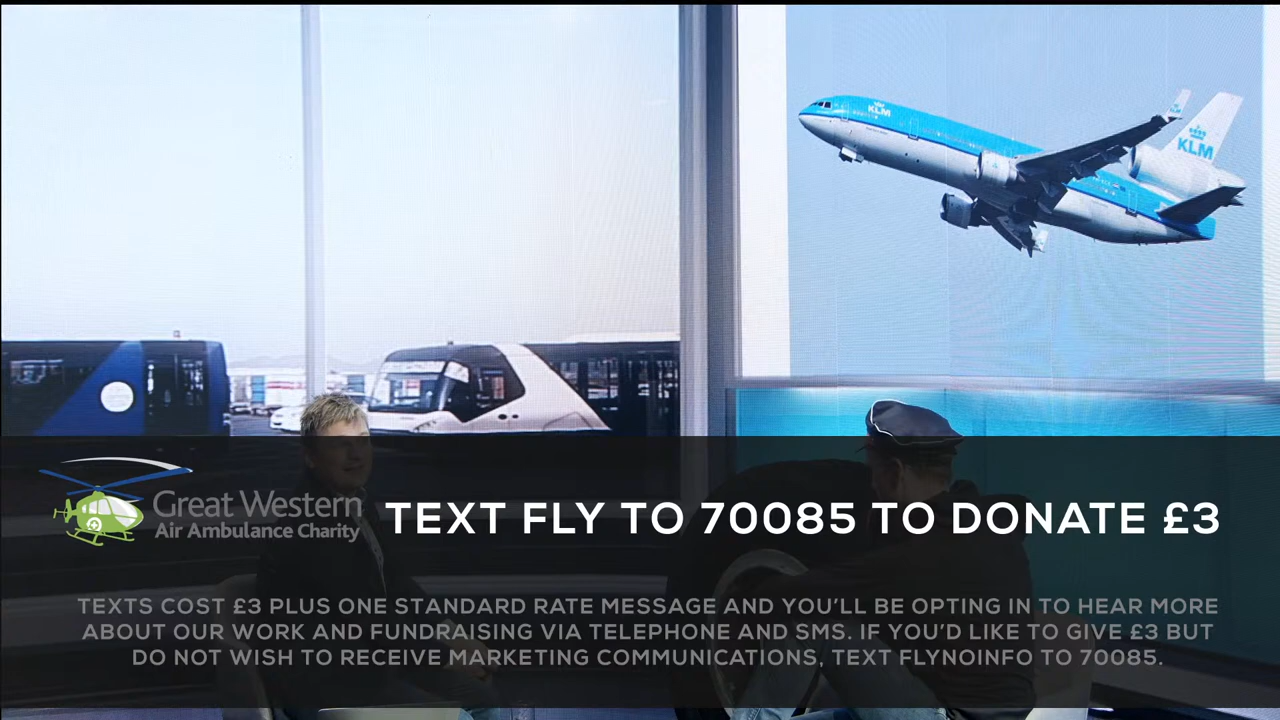 KLM
KLM
Great Western
Air Ambulance Charity
TEXT FLY TO 70085 TO DONATE £3
TEXTS COST £3 PLUS ONE STANDARD RATE MESSAGE AND YOU'LL BE OPTING IN TO HEAR MORE
ABOUT OUR WORK AND FUNDRAISING VIA TELEPHONE AND SMS. IF YOU'D LIKE TO GIVE £3 BUT
DO NOT WISH TO RECEIVE MARKETING COMMUNICATIONS, TEXT FLYNOINFO TO 70085.